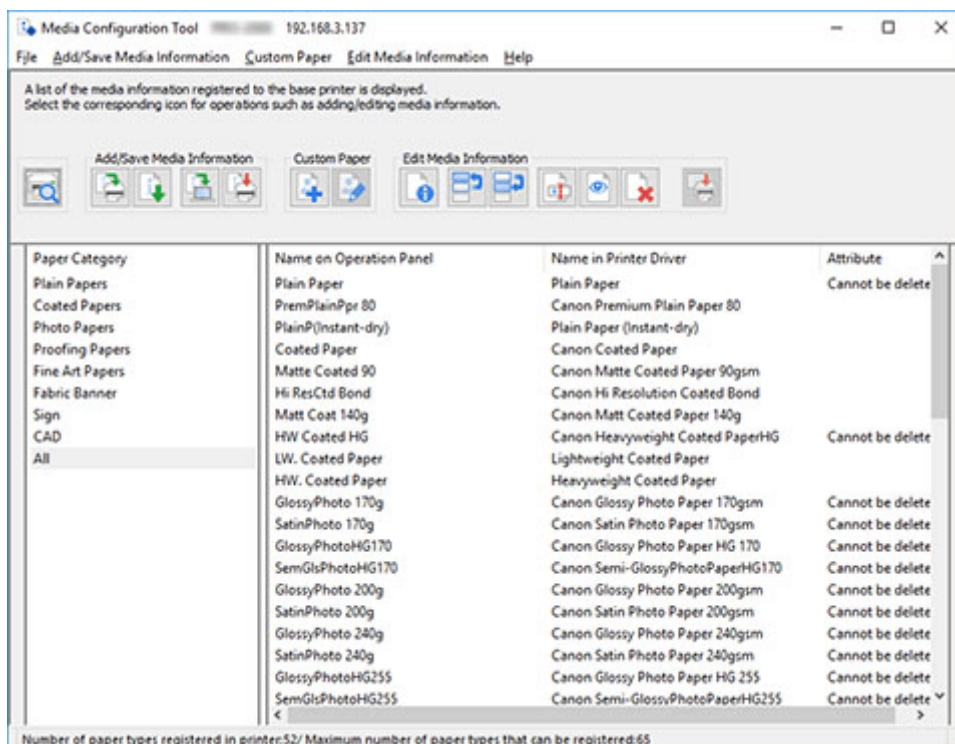 Media Configuration Tool 192.168.3.137
File Add/Save Media Information Custom Paper Edit Media Information Help
A list of the media information registered to the base printer is displayed.
Select the corresponding icon for operations such as adding/editing media information.
Add/Save Media Information Custom Paper Edit Media Information
Paper Category Name on Operation Panel Name in Printer Driver Attribute
Plain Papers Plain Paper Plain Paper Cannot be delete
Coated Papers PremPlainPpr 80 Canon Premium Plain Paper 80
Photo Papers PlainP(Instant-dry) Plain Paper (Instant-dry)
Proofing Papers Coated Paper Canon Coated Paper
Fine Art Papers Matte Coated 90 Canon Matte Coated Paper 90gsm
Fabric Banner Hi ResCtd Bond Canon Hi Resolution Coated Bond
Sign Matt Coat 140g Canon Matt Coated Paper 140g
CAD HW Coated HG Canon Heavyweight Coated PaperHG Cannot be delete
All LW. Coated Paper Lightweight Coated Paper
HW. Coated Paper Heavyweight Coated Paper
GlossyPhoto 170g Canon Glossy Photo Paper 170gsm Cannot be delete
SatinPhoto 170g Canon Satin Photo Paper 170gsm Cannot be delete
GlossyPhotoHG170 Canon Glossy Photo Paper HG 170 Cannot be delete
SemGlsPhotoHG170 Canon Semi-GlossyPhotoPaperHG170 Cannot be delete
GlossyPhoto 200g Canon Glossy Photo Paper 200gsm Cannot be delete
SatinPhoto 200g Canon Satin Photo Paper 200gsm Cannot be delete
GlossyPhoto 240g Canon Glossy Photo Paper 240gsm Cannot be delete
SatinPhoto 240g Canon Satin Photo Paper 240gsm Cannot be delete
GlossyPhotoHG255 Canon Glossy Photo Paper HG 255 Cannot be delete
SemGlsPhotoHG255 Canon Semi-GlossyPhotoPaperHG255 Cannot be delete
Number of paper types registered in printer:52/ Maximum number of paper types that can be registered:65